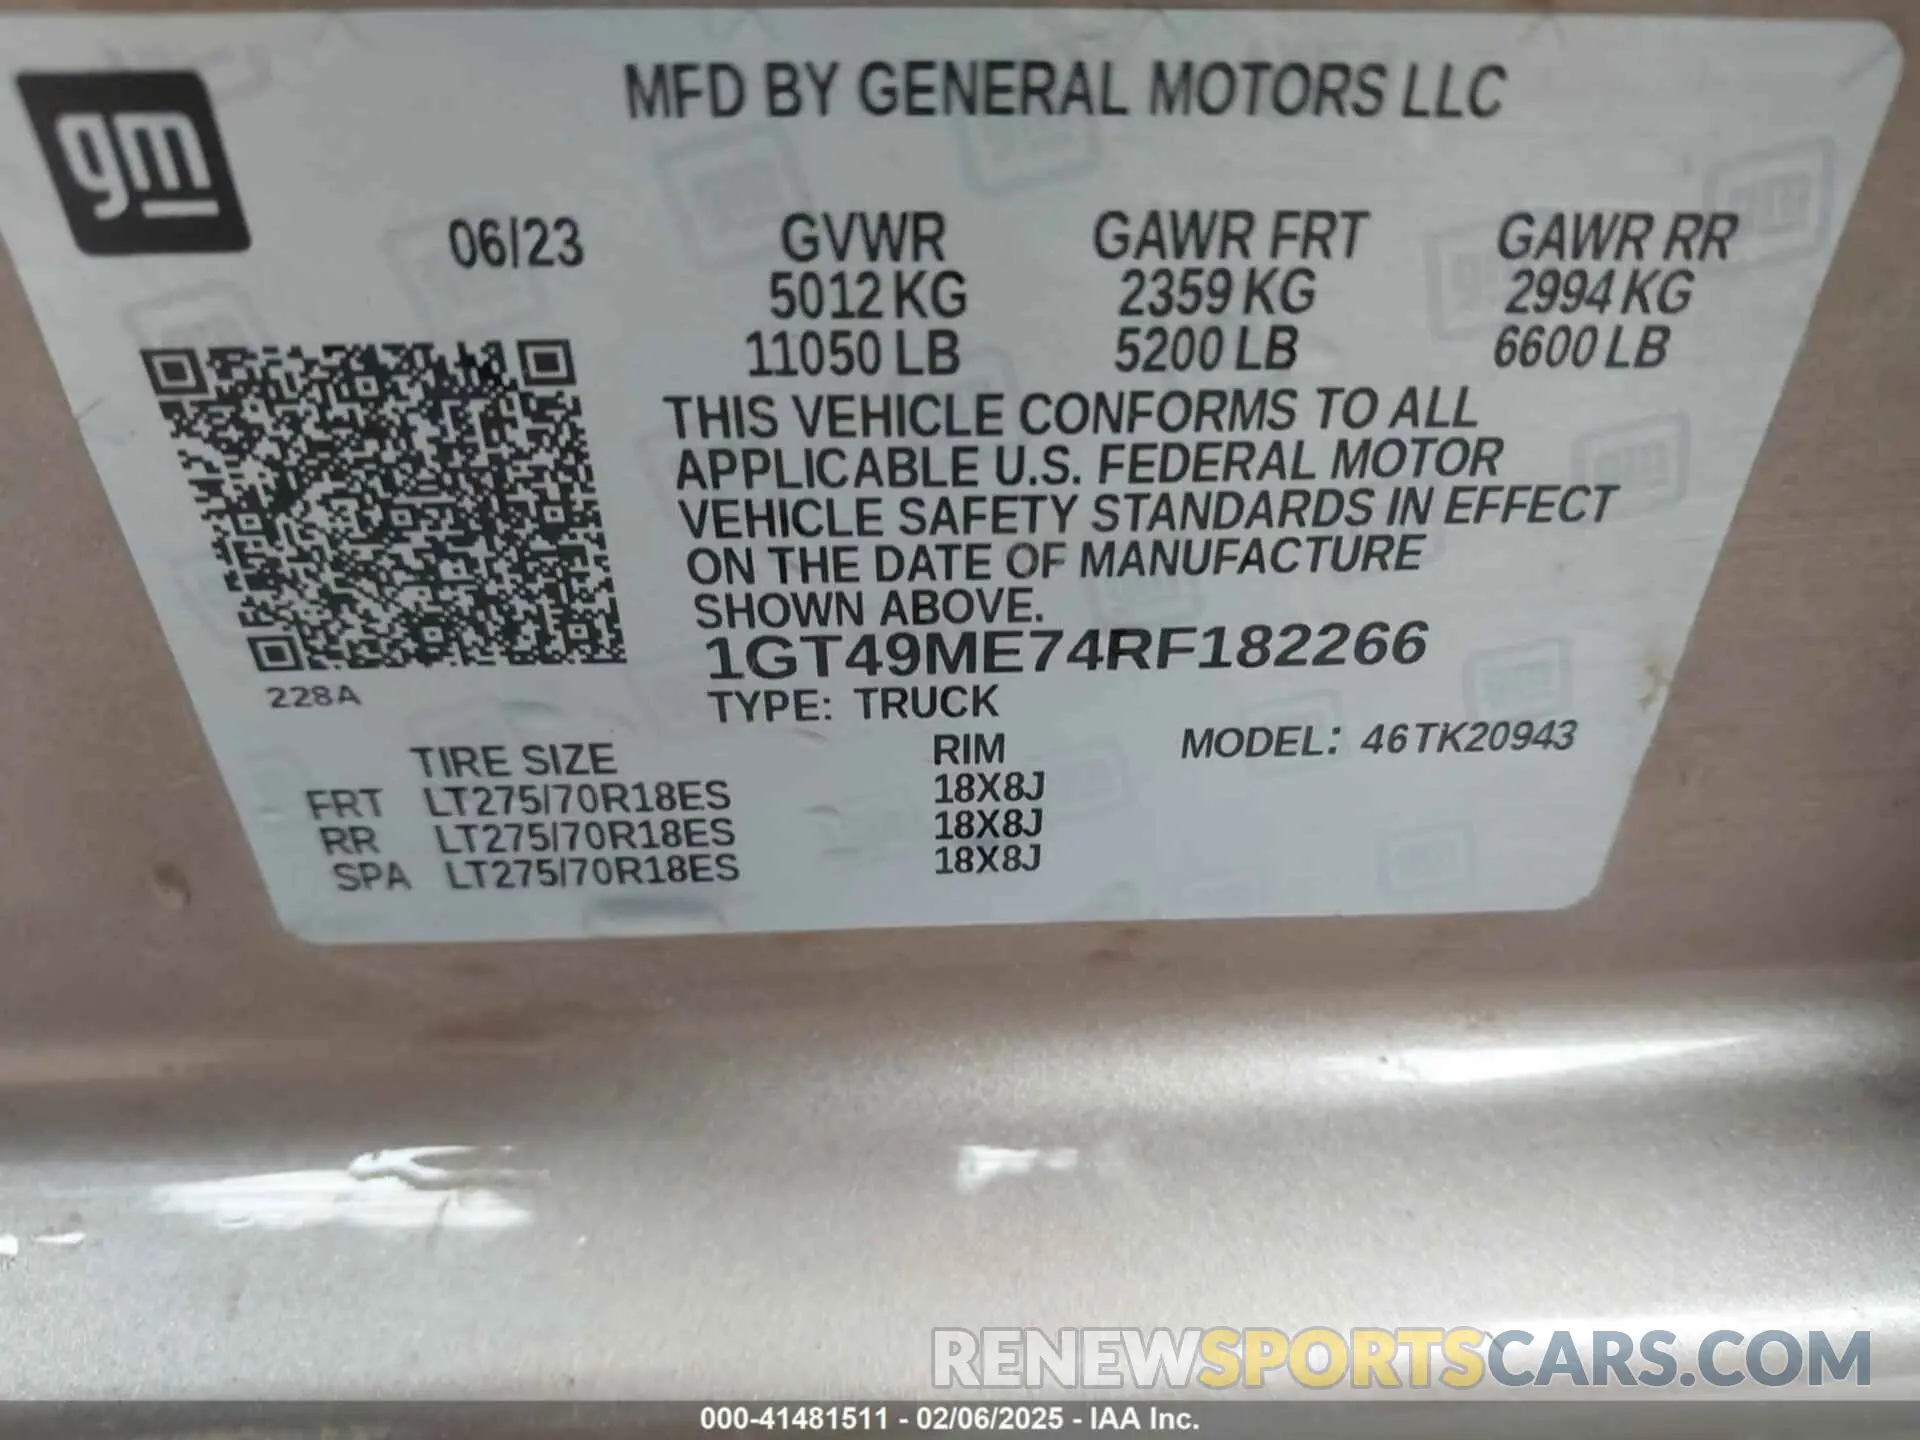 gm
MFD BY GENERAL MOTORS LLC
06/23 GVWR GAWR FRT GAWR RR
5012 KG 2359 KG 2994 KG
11050 LB 5200 LB 6600 LB
THIS VEHICLE CONFORMS TO ALL
APPLICABLE U.S. FEDERAL MOTOR
VEHICLE SAFETY STANDARDS IN EFFECT
ON THE DATE OF MANUFACTURE
SHOWN ABOVE.
1GT49ME74RF182266
228A
TYPE: TRUCK
TIRE SIZE RIM MODEL: 46TK20943
FRT LT275/70R18ES 18X8J
RR LT275/70R18ES 18X8J
SPA LT275/70R18ES 18X8J
RENEWSPORTSCARS.COM
000-41481511 - 02/06/2025 - IAA Inc.